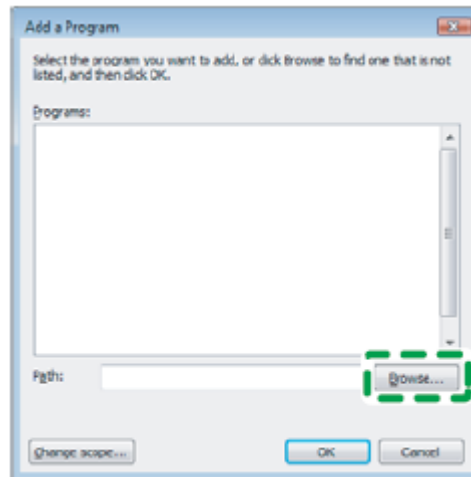 Add a Program
Select the program you want to add, or click Browse to find one that is not
listed, and then click OK.
Programs:
Path:
Browse...
Change scope...
OK
Cancel